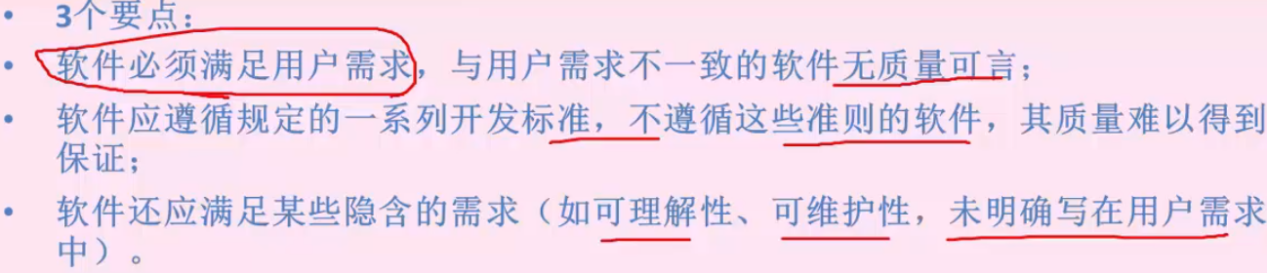 • 3个要点：
• 软件必须满足用户需求，与用户需求不一致的软件无质量可言；
• 软件应遵循规定的一系列开发标准，不遵循这些准则的软件，其质量难以得到
保证；
• 软件还应满足某些隐含的需求（如可理解性、可维护性，未明确写在用户需求
中）。